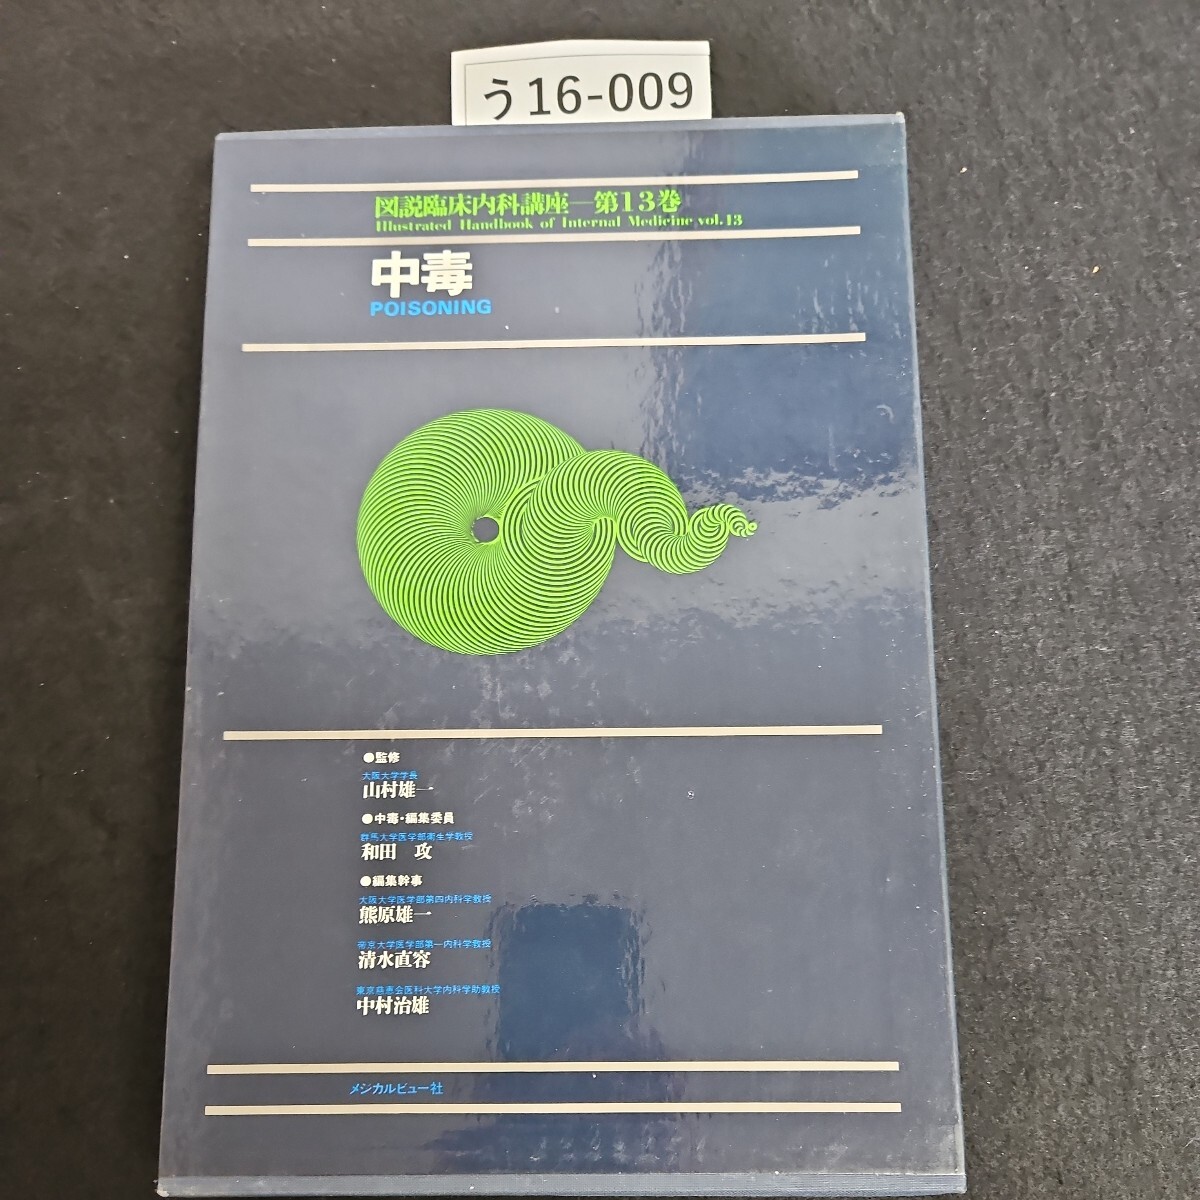 う16-009
図説臨床内科講座―第13巻
Illustrated Handbook of Internal Medicine vol.13
中毒
POISONING
●監修
大阪大学学長
山村雄一
●中毒・編集委員
群馬大学医学部衛生学教授
和田 攻
●編集幹事
大阪大学医学部第四内科学教授
熊原雄一
帝京大学医学部第一内科学教授
清水直容
東京慈恵会医科大学内科学助教授
中村治雄
メジカルビュー社